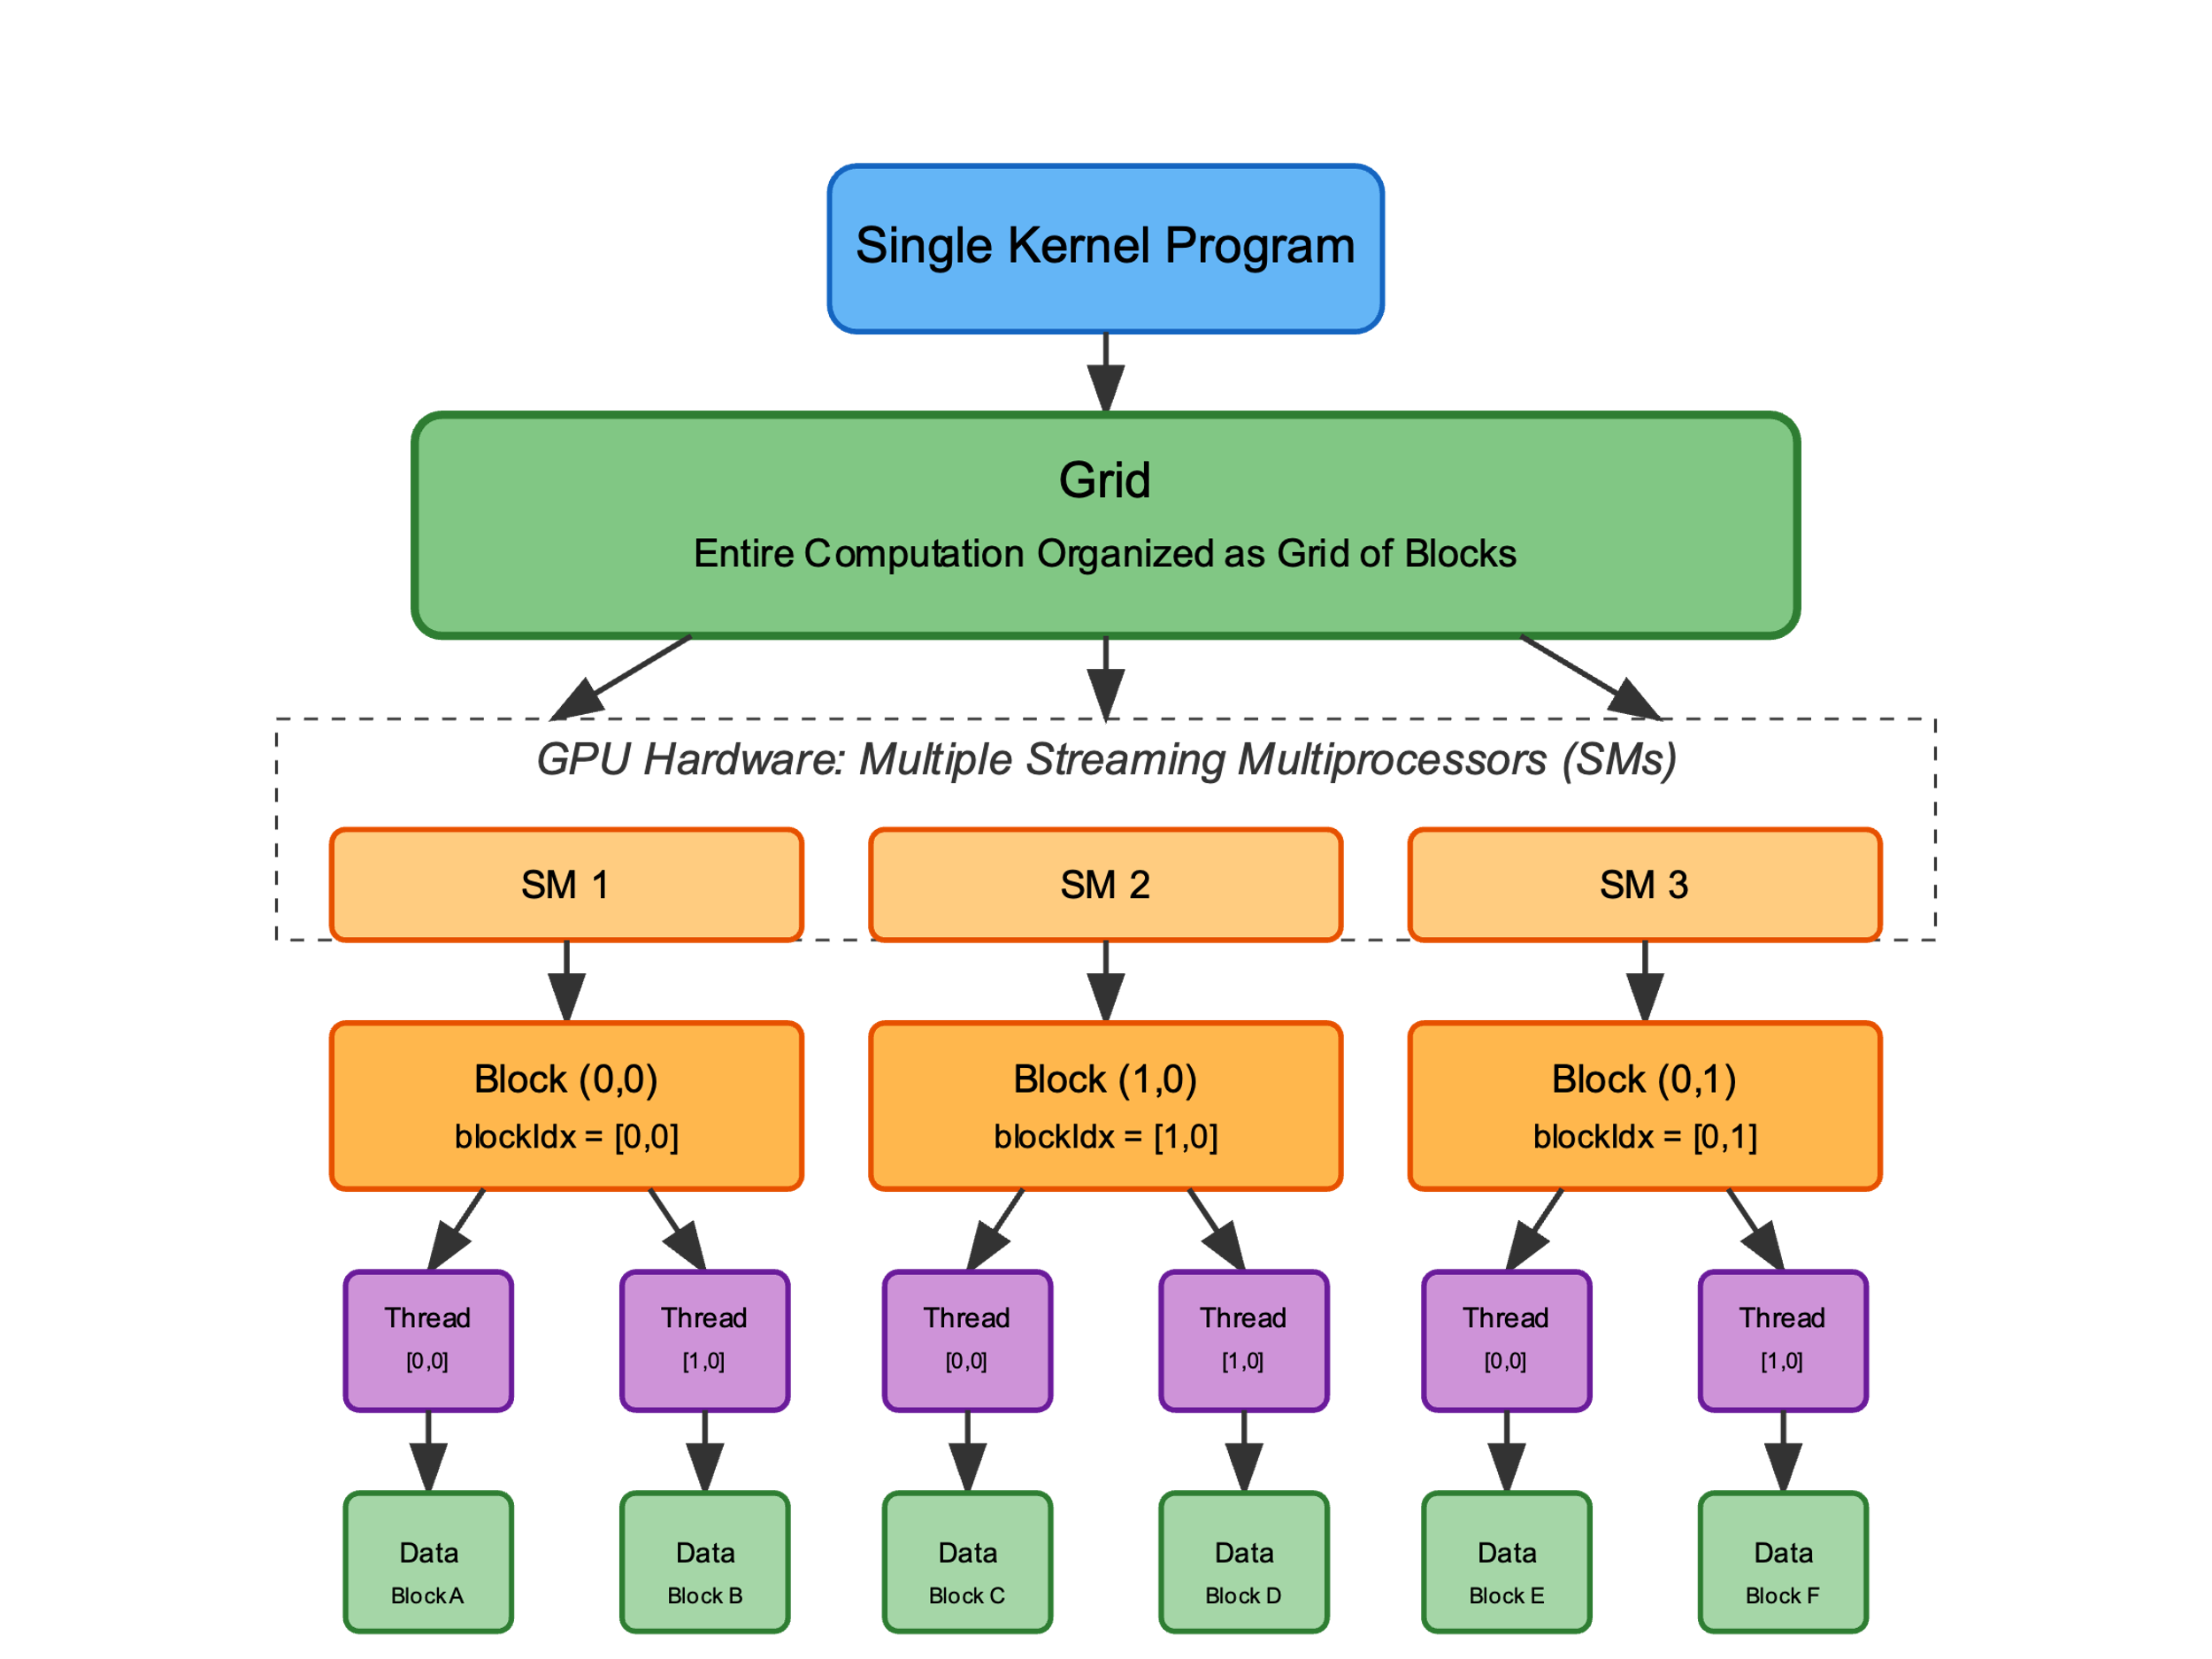 Single Kernel Program
Grid
Entire Computation Organized as Grid of Blocks
GPU Hardware: Multiple Streaming Multiprocessors (SMs)
SM 1
SM 2
SM 3
Block (0,0)
blockIdx = [0,0]
Block (1,0)
blockIdx = [1,0]
Block (0,1)
blockIdx = [0,1]
Thread
[0,0]
Thread
[1,0]
Thread
[0,0]
Thread
[1,0]
Thread
[0,0]
Thread
[1,0]
Data
Block A
Data
Block B
Data
Block C
Data
Block D
Data
Block E
Data
Block F